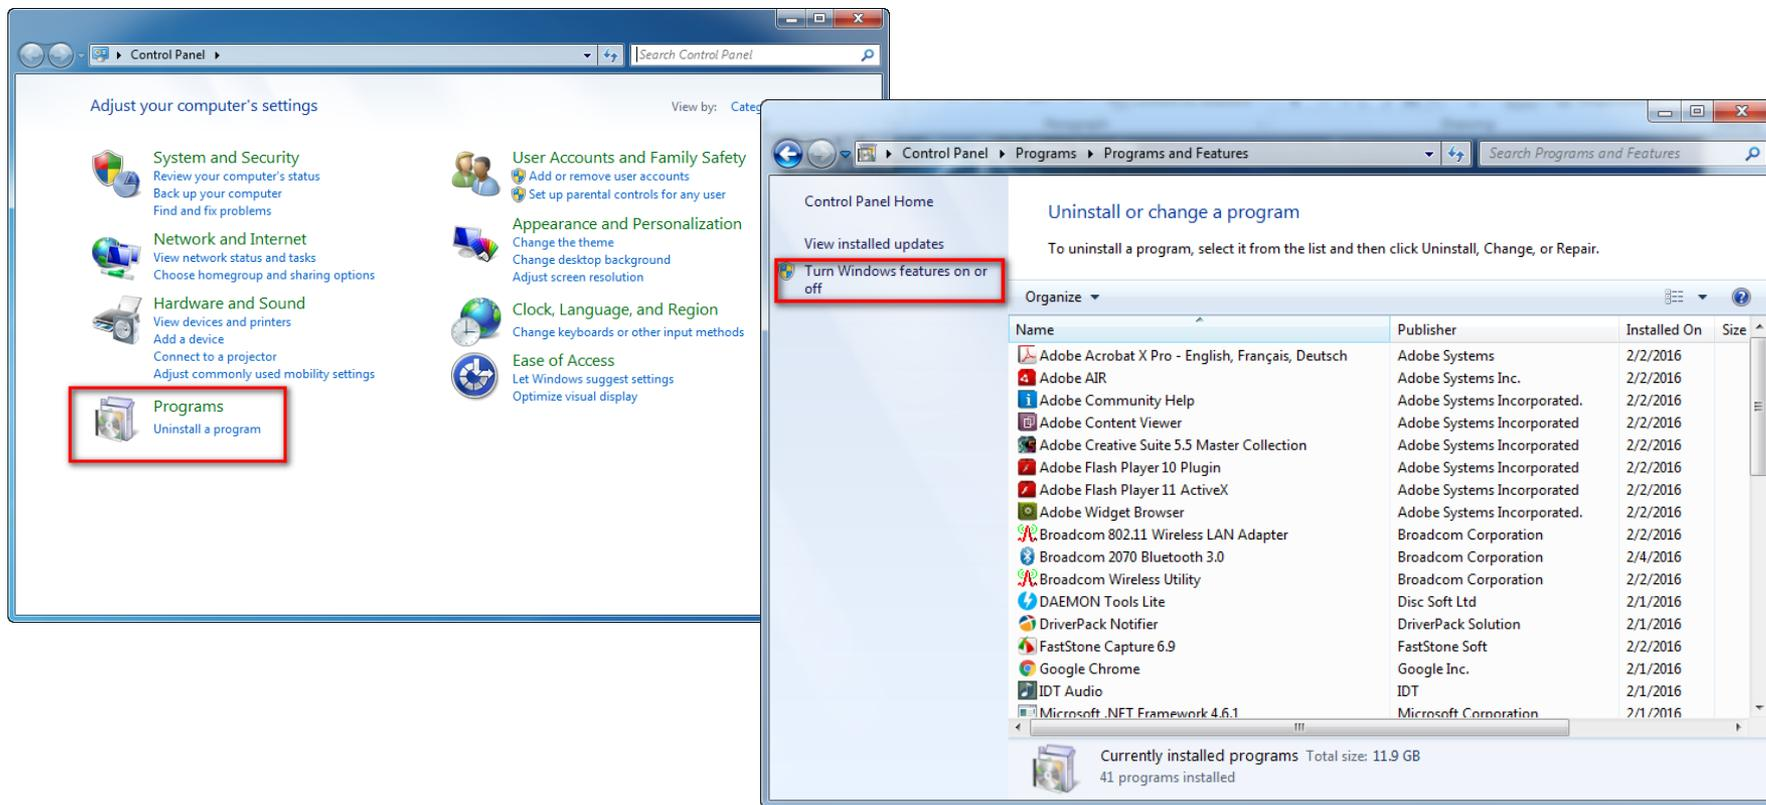 Control Panel
Search Control Panel
Adjust your computer's settings
View by: Categ
System and Security
Review your computer's status
Back up your computer
Find and fix problems
Network and Internet
View network status and tasks
Choose homegroup and sharing options
Hardware and Sound
View devices and printers
Add a device
Connect to a projector
Adjust commonly used mobility settings
Programs
Uninstall a program
User Accounts and Family Safety
Add or remove user accounts
Set up parental controls for any user
Appearance and Personalization
Change the theme
Change desktop background
Adjust screen resolution
Clock, Language, and Region
Change keyboards or other input methods
Ease of Access
Let Windows suggest settings
Optimize visual display
Control Panel Programs Programs and Features
Search Programs and Features
Control Panel Home
View installed updates
Turn Windows features on or
off
Uninstall or change a program
To uninstall a program, select it from the list and then click Uninstall, Change, or Repair.
Organize
Name Publisher Installed On Size
Adobe Acrobat X Pro - English, Français, Deutsch Adobe Systems 2/2/2016
Adobe AIR Adobe Systems Inc. 2/2/2016
Adobe Community Help Adobe Systems Incorporated. 2/2/2016
Adobe Content Viewer Adobe Systems Incorporated 2/2/2016
Adobe Creative Suite 5.5 Master Collection Adobe Systems Incorporated 2/2/2016
Adobe Flash Player 10 Plugin Adobe Systems Incorporated 2/2/2016
Adobe Flash Player 11 ActiveX Adobe Systems Incorporated 2/2/2016
Adobe Widget Browser Adobe Systems Incorporated. 2/2/2016
Broadcom 802.11 Wireless LAN Adapter Broadcom Corporation 2/2/2016
Broadcom 2070 Bluetooth 3.0 Broadcom Corporation 2/4/2016
Broadcom Wireless Utility Broadcom Corporation 2/2/2016
DAEMON Tools Lite Disc Soft Ltd 2/1/2016
DriverPack Notifier DriverPack Solution 2/1/2016
FastStone Capture 6.9 FastStone Soft 2/2/2016
Google Chrome Google Inc. 2/1/2016
IDT Audio IDT 2/1/2016
Microsoft .NET Framework 4.6.1 Microsoft Corporation 2/1/2016
Currently installed programs Total size: 11.9 GB
41 programs installed